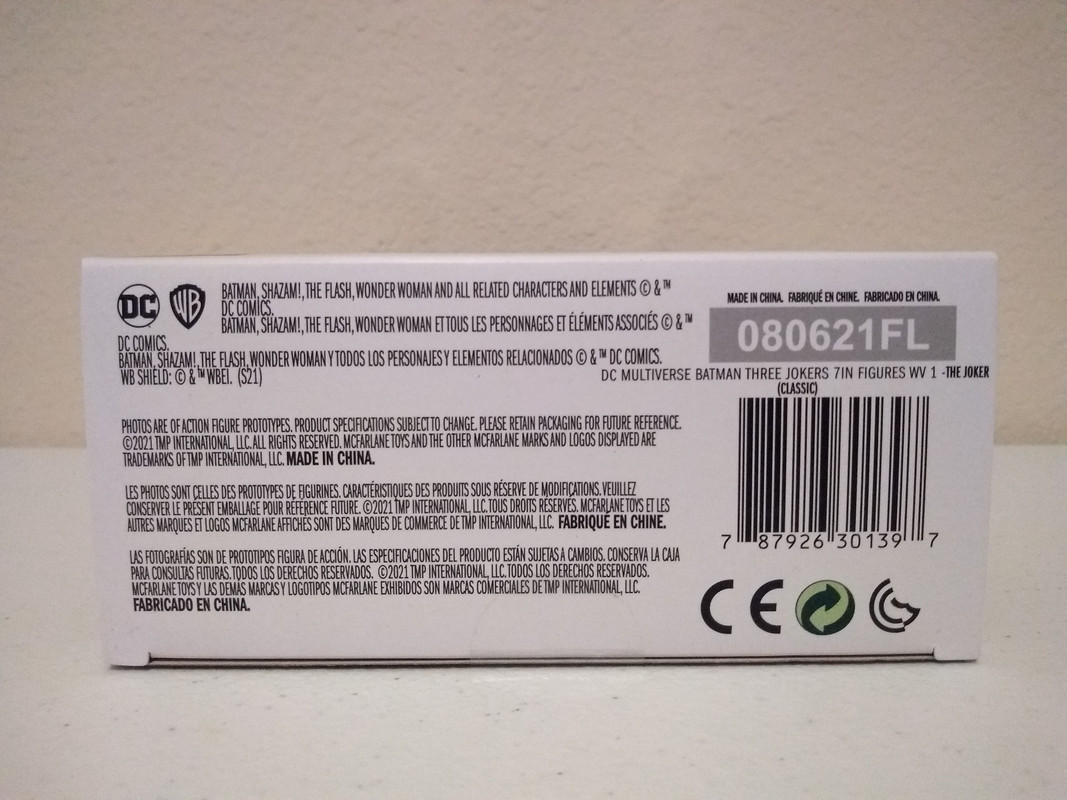 DC
WB
BATMAN, SHAZAM!, THE FLASH, WONDER WOMAN AND ALL RELATED CHARACTERS AND ELEMENTS © & ™
DC COMICS.
BATMAN, SHAZAM!, THE FLASH, WONDER WOMAN ET TOUS LES PERSONNAGES ET ÉLÉMENTS ASSOCIÉS © & ™
DC COMICS.
BATMAN, SHAZAM!, THE FLASH, WONDER WOMAN Y TODOS LOS PERSONAJES Y ELEMENTOS RELACIONADOS © & ™ DC COMICS.
WB SHIELD: © & ™ WBEI. (S21)
PHOTOS ARE OF ACTION FIGURE PROTOTYPES. PRODUCT SPECIFICATIONS SUBJECT TO CHANGE. PLEASE RETAIN PACKAGING FOR FUTURE REFERENCE.
©2021 TMP INTERNATIONAL, LLC. ALL RIGHTS RESERVED. MCFARLANE TOYS AND THE OTHER MCFARLANE MARKS AND LOGOS DISPLAYED ARE
TRADEMARKS OF TMP INTERNATIONAL, LLC. MADE IN CHINA.
LES PHOTOS SONT CELLES DES PROTOTYPES DE FIGURINES. CARACTÉRISTIQUES DES PRODUITS SOUS RÉSERVE DE MODIFICATIONS. VEUILLEZ
CONSERVER LE PRÉSENT EMBALLAGE POUR RÉFÉRENCE FUTURE. ©2021 TMP INTERNATIONAL, LLC. TOUS DROITS RÉSERVÉS. MCFARLANE TOYS ET LES
AUTRES MARQUES ET LOGOS MCFARLANE AFFICHÉS SONT DES MARQUES DE COMMERCE DE TMP INTERNATIONAL, LLC. FABRIQUÉ EN CHINE.
LAS FOTOGRAFÍAS SON DE PROTOTIPOS FIGURA DE ACCIÓN. LAS ESPECIFICACIONES DEL PRODUCTO ESTÁN SUJETAS A CAMBIOS. CONSERVA LA CAJA
PARA CONSULTAS FUTURAS. TODOS LOS DERECHOS RESERVADOS. ©2021 TMP INTERNATIONAL, LLC. TODOS LOS DERECHOS RESERVADOS.
MCFARLANE TOYS Y LAS DEMÁS MARCAS Y LOGOTIPOS MCFARLANE EXHIBIDOS SON MARCAS COMERCIALES DE TMP INTERNATIONAL, LLC.
FABRICADO EN CHINA.
MADE IN CHINA. FABRIQUÉ EN CHINE. FABRICADO EN CHINA.
080621FL
DC MULTIVERSE BATMAN THREE JOKERS 7IN FIGURES WV 1 -THE JOKER
(CLASSIC)
7 87926 30139 7
CE